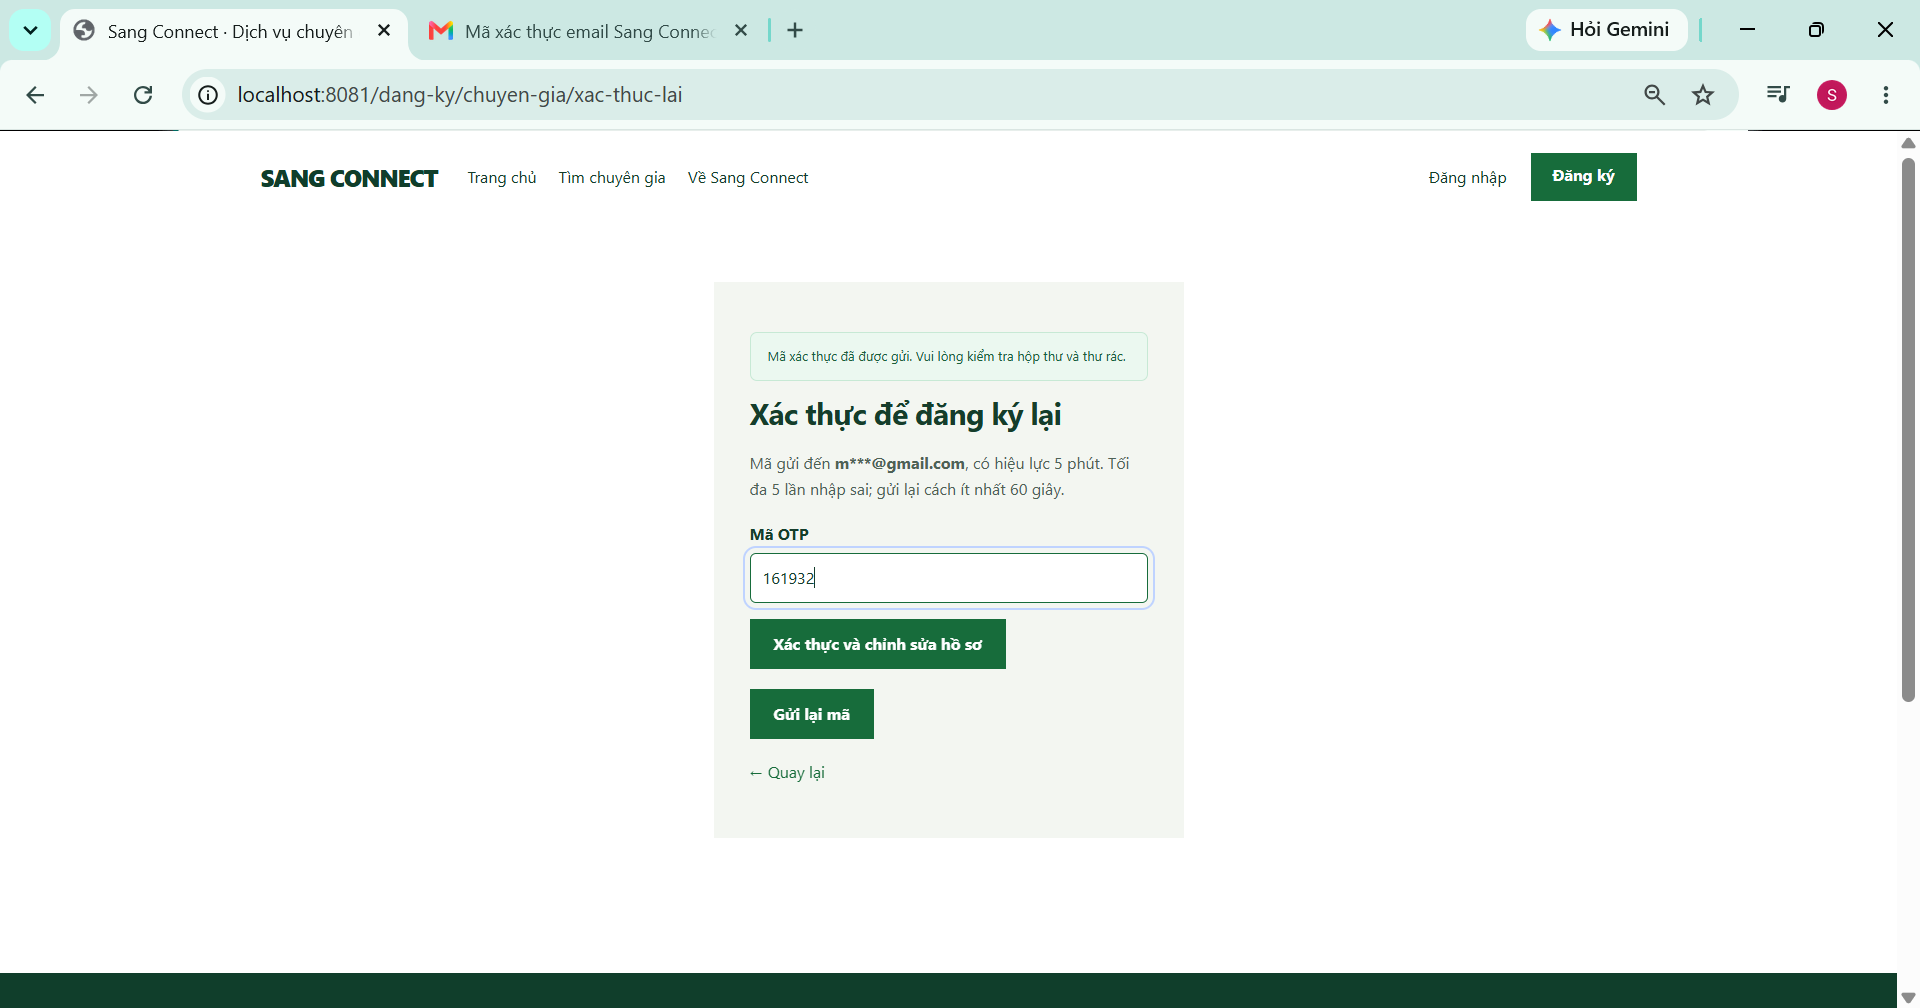 Sang Connect · Dịch vụ chuyên
Mã xác thực email Sang Connec
Hỏi Gemini
localhost:8081/dang-ky/chuyen-gia/xac-thuc-lai
S
SANG CONNECT
Trang chủ
Tìm chuyên gia
Về Sang Connect
Đăng nhập
Đăng ký
Mã xác thực đã được gửi. Vui lòng kiểm tra hộp thư và thư rác.
Xác thực để đăng ký lại
Mã gửi đến m***@gmail.com, có hiệu lực 5 phút. Tối
đa 5 lần nhập sai; gửi lại cách ít nhất 60 giây.
Mã OTP
161932
Xác thực và chỉnh sửa hồ sơ
Gửi lại mã
← Quay lại